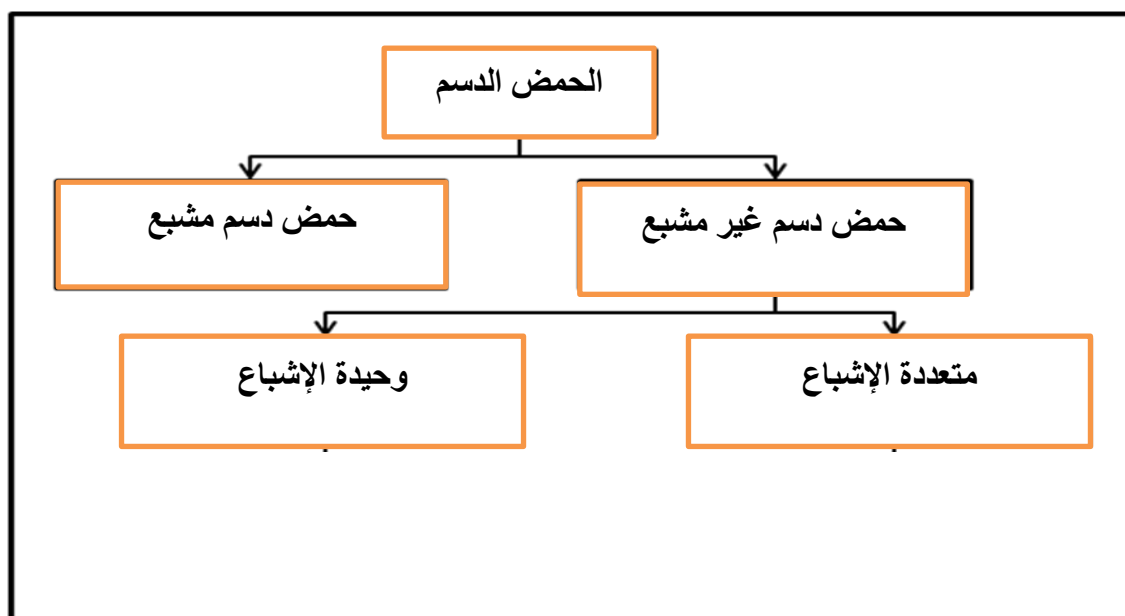 الحمض الدسم
حمض دسم غير مشبع
حمض دسم مشبع
متعددة الإشباع
وحيدة الإشباع